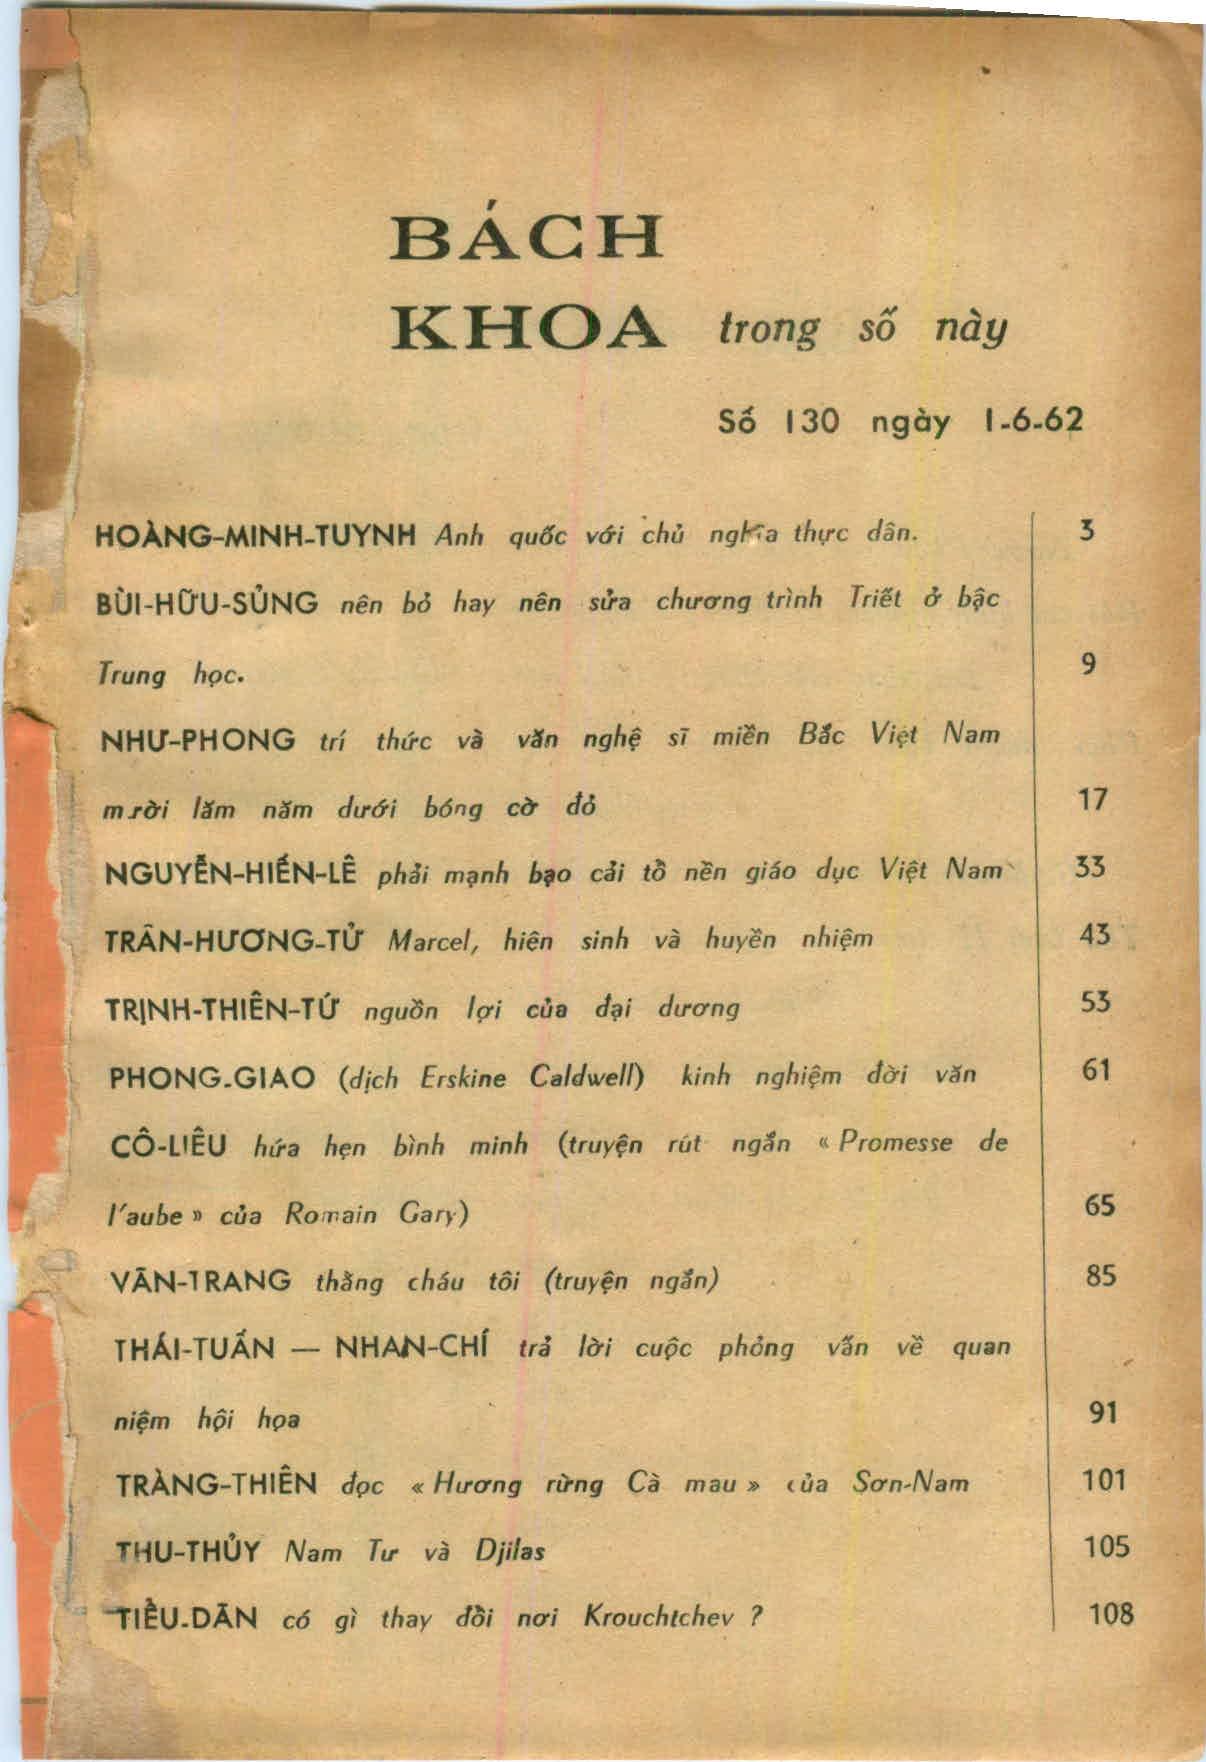 BÁCH
KHOA trong số này
Số 130 ngày 1-6-62
HOÀNG-MINH-TUYNH Anh quốc với chủ nghĩa thực dân. 3
BÙI-HỮU-SỦNG nên bỏ hay nên sửa chương trình Triết ở bậc
Trung học. 9
NHƯ-PHONG trí thức và văn nghệ sĩ miền Bắc Việt Nam
mười lăm năm dưới bóng cờ đỏ 17
NGUYỄN-HIẾN-LÊ phải mạnh bạo cải tổ nền giáo dục Việt Nam 33
TRẦN-HƯƠNG-TỬ Marcel, hiện sinh và huyền nhiệm 43
TRỊNH-THIÊN-TỨ nguồn lợi của đại dương 53
PHONG-GIAO (dịch Erskine Caldwell) kinh nghiệm đời văn 61
CÔ-LIÊU hứa hẹn bình minh (truyện rút ngắn « Promesse de
l'aube » của Romain Gary) 65
VÂN-TRANG thằng cháu tôi (truyện ngắn) 85
THÁI-TUẤN — NHAN-CHÍ trả lời cuộc phỏng vấn về quan
niệm hội họa 91
TRÀNG-THIÊN đọc « Hương rừng Cà mau » của Sơn-Nam 101
THU-THỦY Nam Tư và Djilas 105
TIỂU-DÂN có gì thay đổi nơi Krouchtchev ? 108